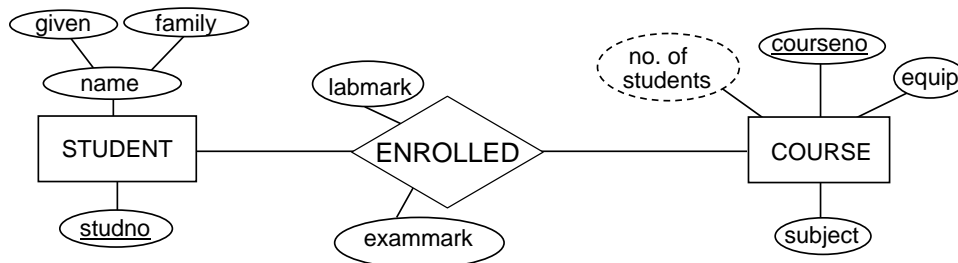 given
family
name
STUDENT
studno
labmark
ENROLLED
exammark
no. of
students
courseno
equip
COURSE
subject